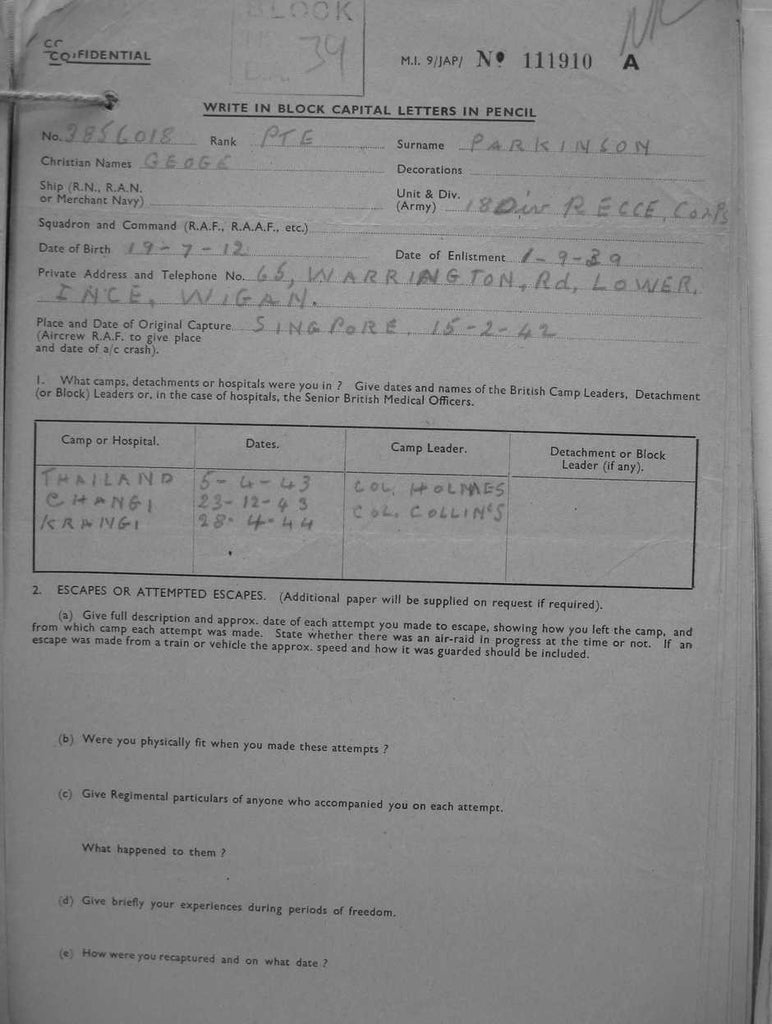 BLOCK
39
CONFIDENTIAL
M.I. 9/JAP/ No 111910 A
WRITE IN BLOCK CAPITAL LETTERS IN PENCIL
No. 3856018 Rank PTE Surname PARKINSON
Christian Names GEOGE Decorations
Ship (R.N., R.A.N.
or Merchant Navy)
Unit & Div.
(Army) 18 Div RECCE, CORPS
Squadron and Command (R.A.F., R.A.A.F., etc.)
Date of Birth 19-7-12 Date of Enlistment 1-9-39
Private Address and Telephone No. 65, WARRINGTON, Rd, LOWER,
INCE, WIGAN.
Place and Date of Original Capture SINGPORE. 15-2-42
(Aircrew R.A.F. to give place
and date of a/c crash).
1. What camps, detachments or hospitals were you in ? Give dates and names of the British Camp Leaders, Detachment
(or Block) Leaders or, in the case of hospitals, the Senior British Medical Officers.
Camp or Hospital. Dates. Camp Leader. Detachment or Block
Leader (if any).
THAILAND 5-4-43 COL. HOLMES
CHANGI 23-12-43 COL. COLLINS
KRANGI 28-4-44
2. ESCAPES OR ATTEMPTED ESCAPES. (Additional paper will be supplied on request if required).
(a) Give full description and approx. date of each attempt you made to escape, showing how you left the camp, and
from which camp each attempt was made. State whether there was an air-raid in progress at the time or not. If an
escape was made from a train or vehicle the approx. speed and how it was guarded should be included.
(b) Were you physically fit when you made these attempts ?
(c) Give Regimental particulars of anyone who accompanied you on each attempt.
What happened to them ?
(d) Give briefly your experiences during periods of freedom.
(e) How were you recaptured and on what date ?